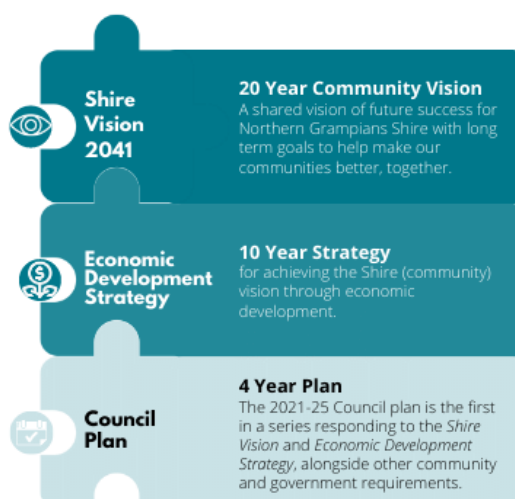 Shire
Vision
2041
20 Year Community Vision
A shared vision of future success for
Northern Grampians Shire with long
term goals to help make our
communities better, together.
Economic
Development
Strategy
10 Year Strategy
for achieving the Shire (community)
vision through economic
development.
Council
Plan
4 Year Plan
The 2021-25 Council plan is the first
in a series responding to the Shire
Vision and Economic Development
Strategy, alongside other community
and government requirements.